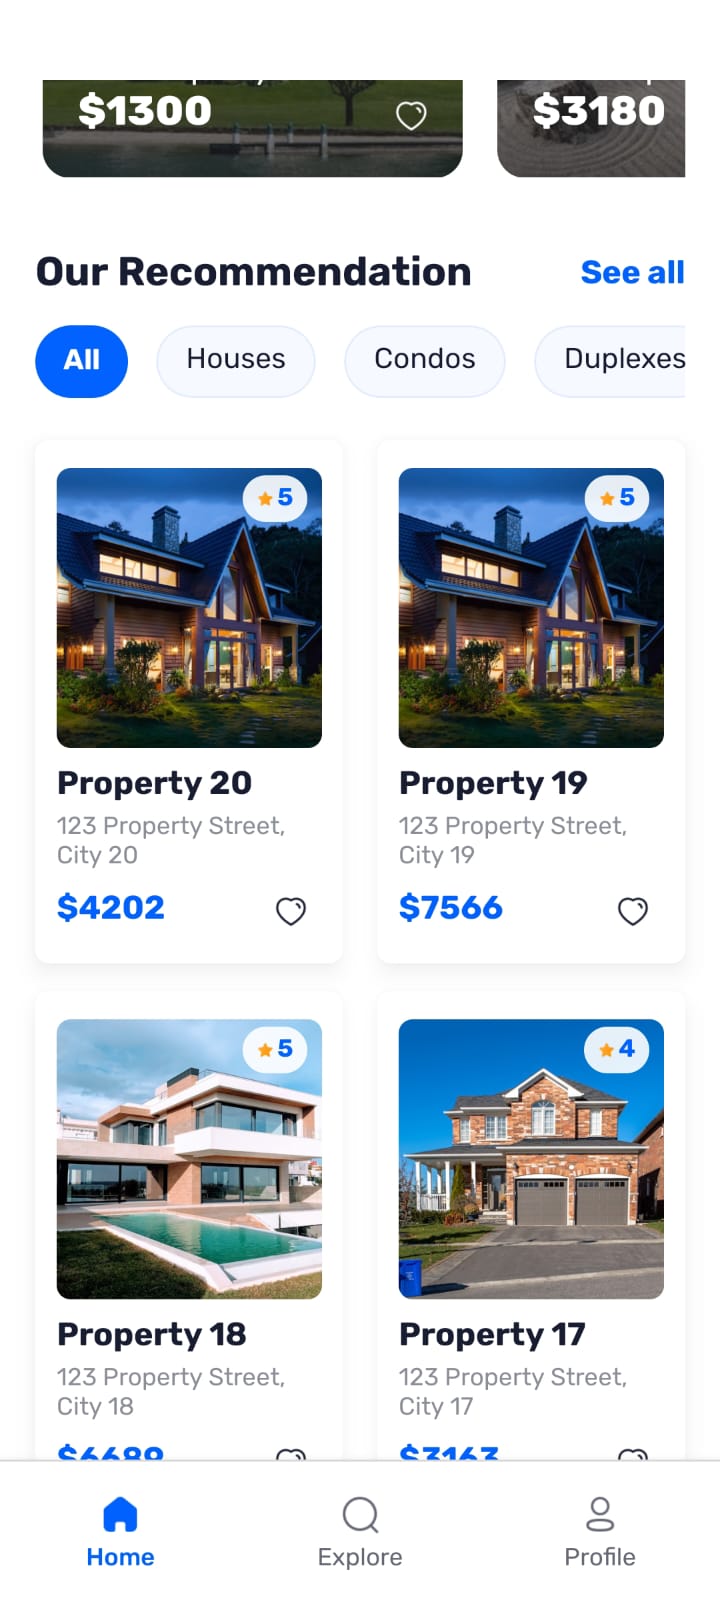 $1300
$3180
Our Recommendation
See all
All
Houses
Condos
Duplexes
5
5
Property 20
123 Property Street,
City 20
$4202
Property 19
123 Property Street,
City 19
$7566
5
4
Property 18
123 Property Street,
City 18
$6689
Property 17
123 Property Street,
City 17
$3163
Home
Explore
Profile